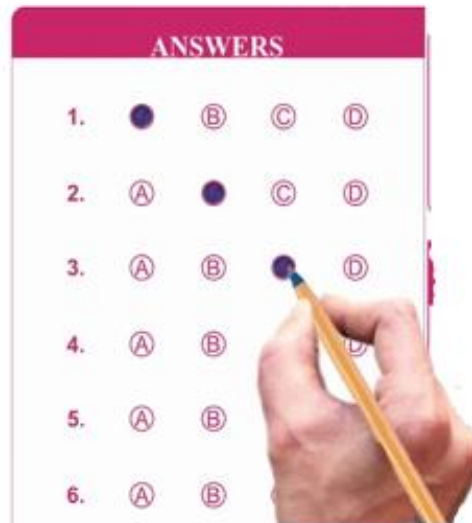 ANSWERS
1. Ⓑ Ⓒ Ⓓ
2. Ⓐ Ⓒ Ⓓ
3. Ⓐ Ⓑ Ⓓ
4. Ⓐ Ⓑ Ⓓ
5. Ⓐ Ⓑ
6. Ⓐ Ⓑ